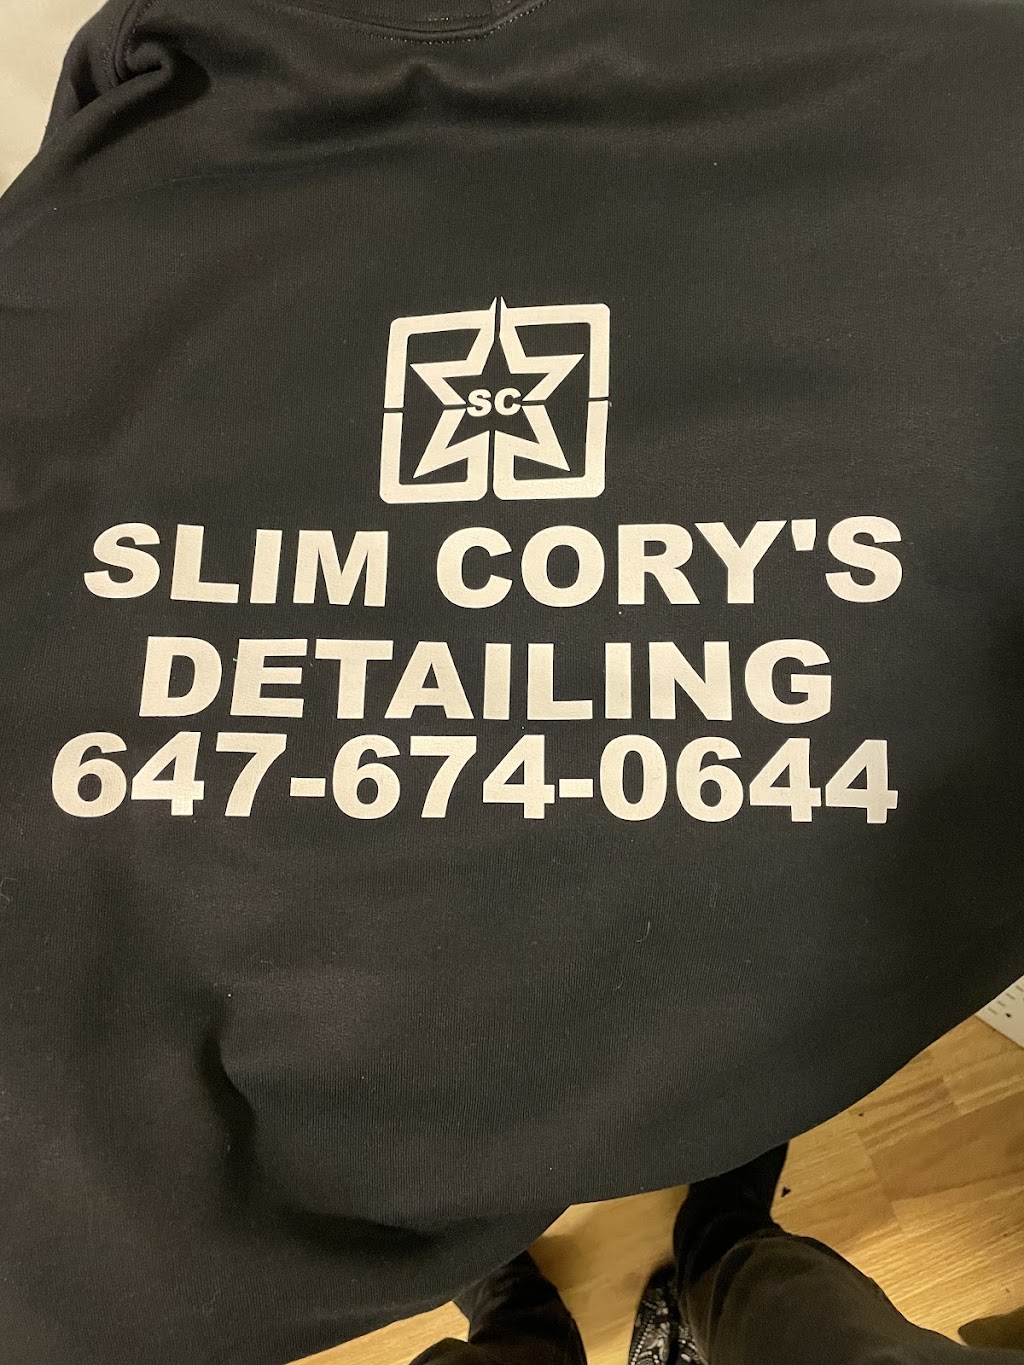 SC
SLIM CORY'S
DETAILING
647-674-0644